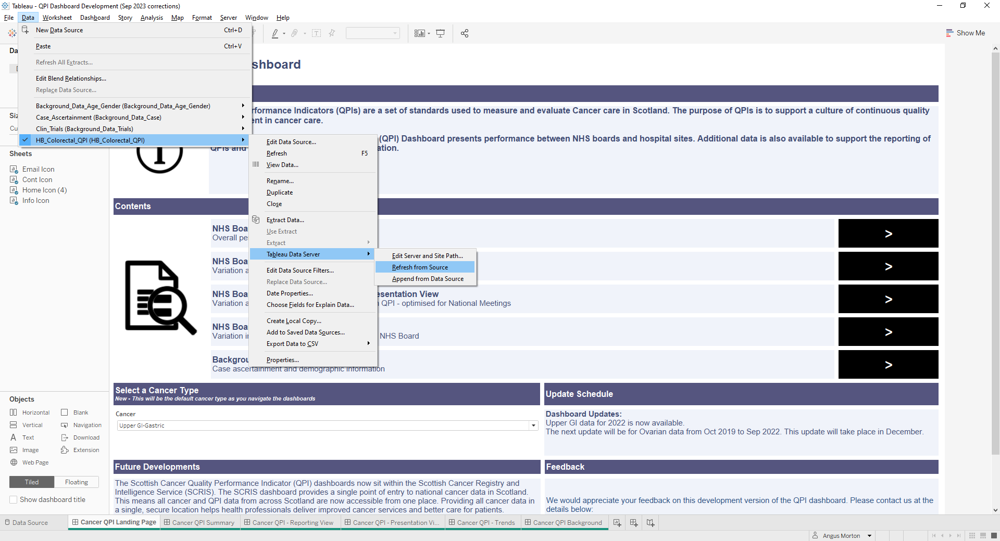 Tableau - QPI Dashboard Development (Sep 2023 corrections)
File Data Worksheet Dashboard Story Analysis Map Format Server Window Help
New Data Source Ctrl+D
Paste Ctrl+V
Refresh All Extracts...
Edit Blend Relationships...
Replace Data Source...
Background_Data_Age_Gender (Background_Data_Age_Gender)
Case_Ascertainment (Background_Data_Case)
Clin_Trials (Background_Data_Trials)
HB_Colorectal_QPI (HB_Colorectal_QPI)
Edit Data Source...
Refresh F5
View Data...
Rename...
Duplicate
Close
Extract Data...
Use Extract
Extract
Tableau Data Server
Edit Data Source Filters...
Replace Data Source...
Date Properties...
Choose Fields for Explain Data...
Create Local Copy...
Add to Saved Data Sources...
Export Data to CSV
Properties...
Edit Server and Site Path...
Refresh from Source
Append from Data Source
Show Me
Da
Siz
Cu
Sheets
Email Icon
Cont Icon
Home Icon (4)
Info Icon
Objects
Horizontal Blank
Vertical Navigation
Text Download
Image Extension
Web Page
Tiled Floating
Show dashboard title
shboard
rformance Indicators (QPIs) are a set of standards used to measure and evaluate Cancer care in Scotland. The purpose of QPIs is to support a culture of continuous quality
ent in cancer care.
(QPI) Dashboard presents performance between NHS boards and hospital sites. Additional data is also available to support the reporting of
QPIs and ation.
Contents
NHS Boa
Overall pe
>
NHS Boa
Variation a
>
NHS Boa esentation View
Variation a QPI - optimised for National Meetings
>
NHS Boa
Variation i NHS Board
>
Backgrou
Case ascertainment and demographic information
>
Select a Cancer Type
New - This will be the default cancer type as you navigate the dashboards
Cancer
Upper GI-Gastric
Update Schedule
Dashboard Updates:
Upper GI data for 2022 is now available.
The next update will be for Ovarian data from Oct 2019 to Sep 2022. This update will take place in December.
Future Developments
The Scottish Cancer Quality Performance Indicator (QPI) dashboards now sit within the Scottish Cancer Registry and
Intelligence Service (SCRIS). The SCRIS dashboard provides a single point of entry to national cancer data in Scotland.
This means all cancer and QPI data from across Scotland are now accessible from one place. Providing all cancer data in
a single, secure location helps health professionals deliver improved cancer services and better care for patients.
Feedback
We would appreciate your feedback on this development version of the QPI dashboard. Please contact us at the
details below:
Data Source Cancer QPI Landing Page Cancer QPI Summary Cancer QPI - Reporting View Cancer QPI - Presentation Vi... Cancer QPI - Trends Cancer QPI Background
Angus Morton